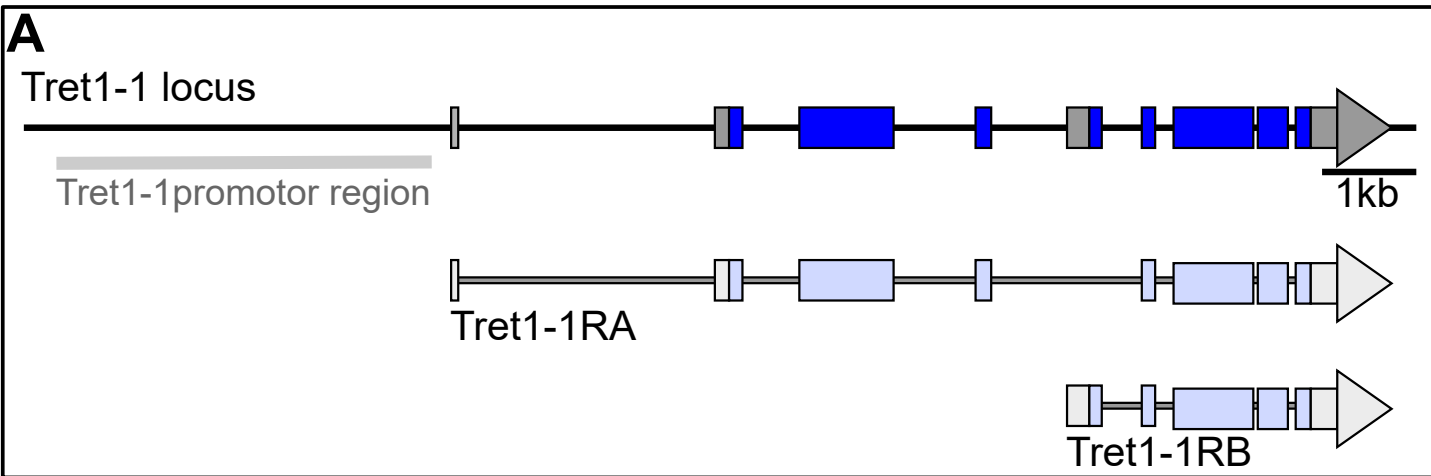 A
Tret1-1 locus
Tret1-1promotor region
1kb
Tret1-1RA
Tret1-1RB